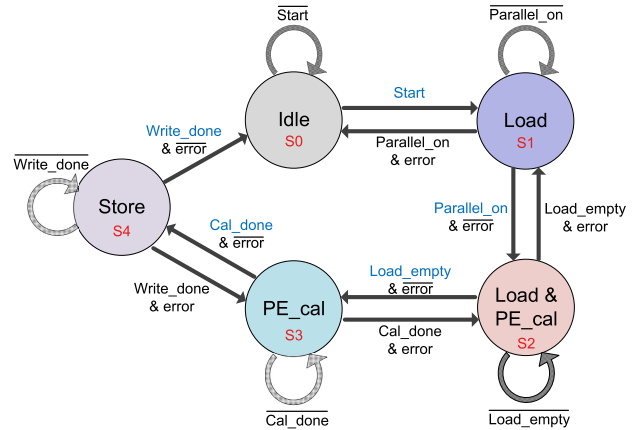 Start
Parallel_on
Idle
S0
Start
Load
S1
Parallel_on
& error
Write_done
& error
Write_done
Store
S4
Cal_done
& error
Parallel_on
& error
Load_empty
& error
Write_done
& error
PE_cal
S3
Load_empty
& error
Cal_done
& error
Load &
PE_cal
S2
Cal_done
Load_empty